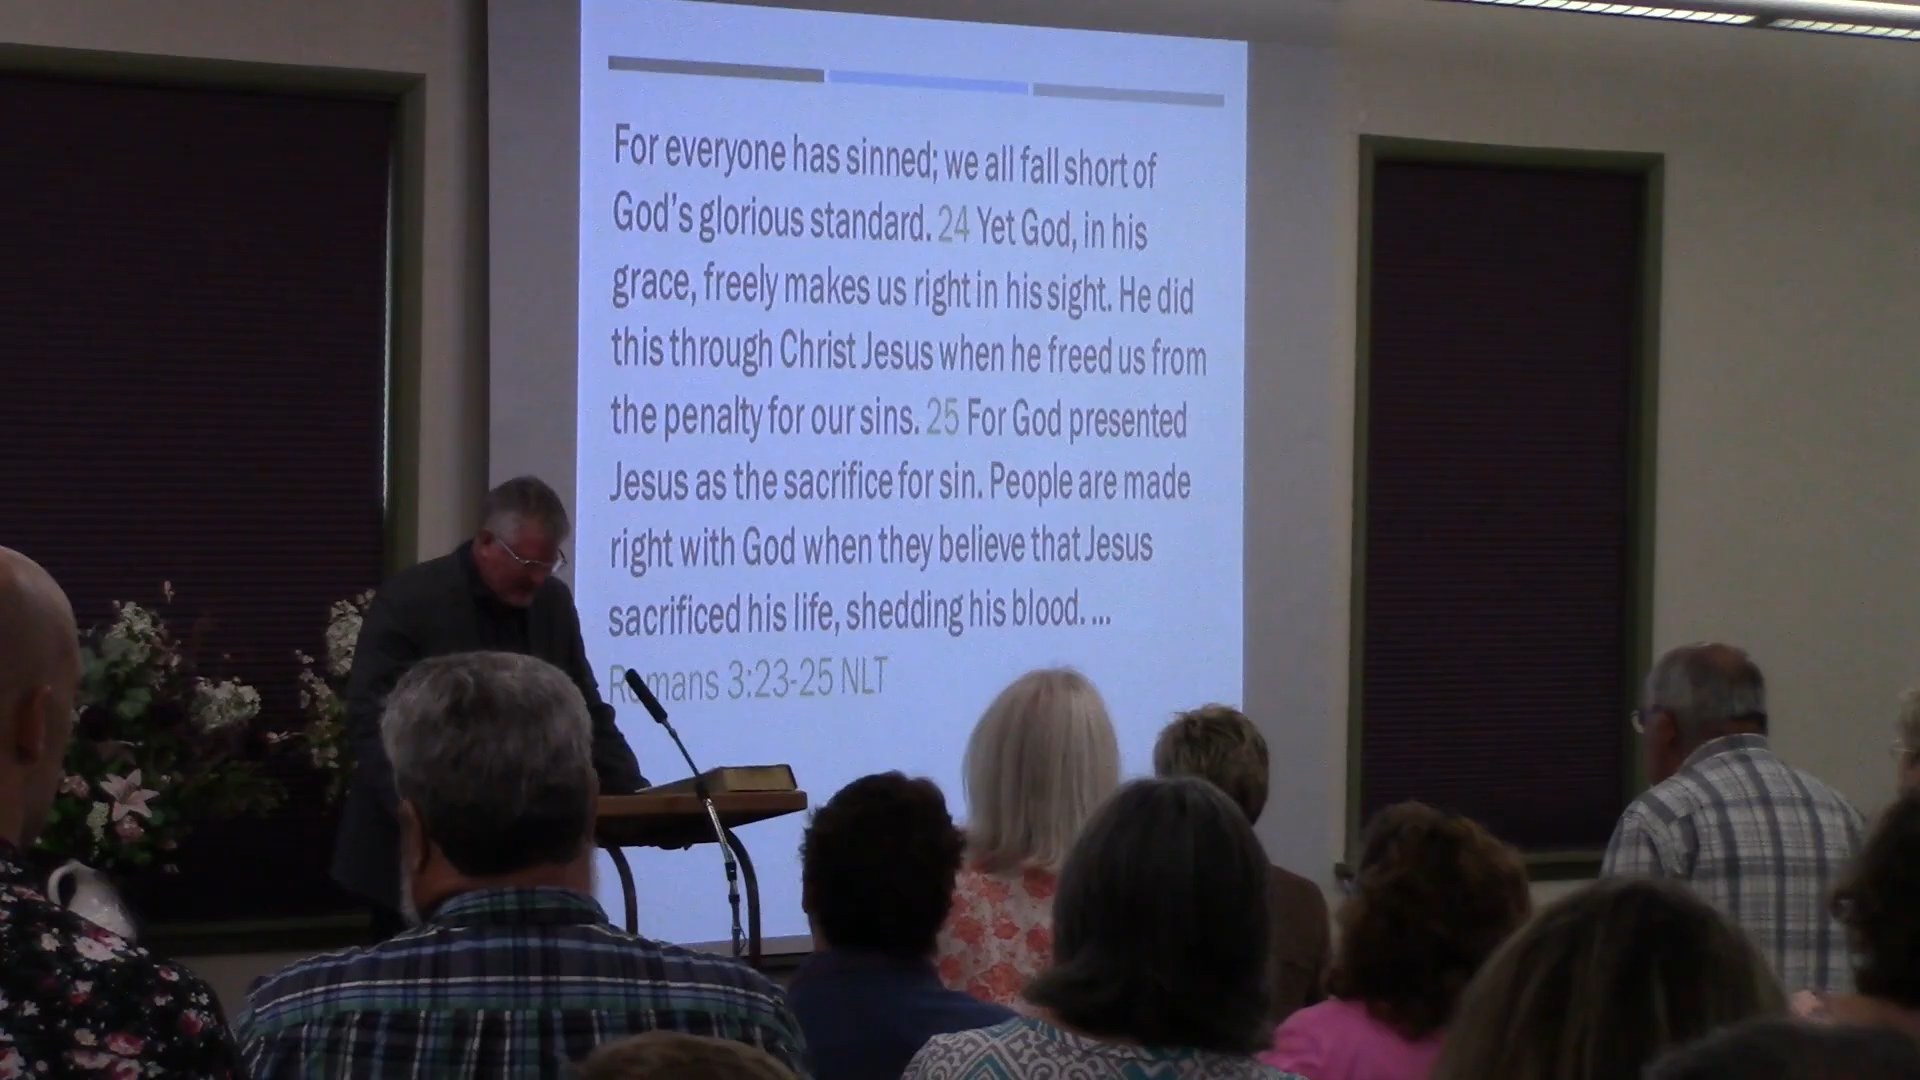 For everyone has sinned; we all fall short of
God's glorious standard. 24 Yet God, in his
grace, freely makes us right in his sight. He did
this through Christ Jesus when he freed us from
the penalty for our sins. 25 For God presented
Jesus as the sacrifice for sin. People are made
right with God when they believe that Jesus
sacrificed his life, shedding his blood. ...
Romans 3:23-25 NLT